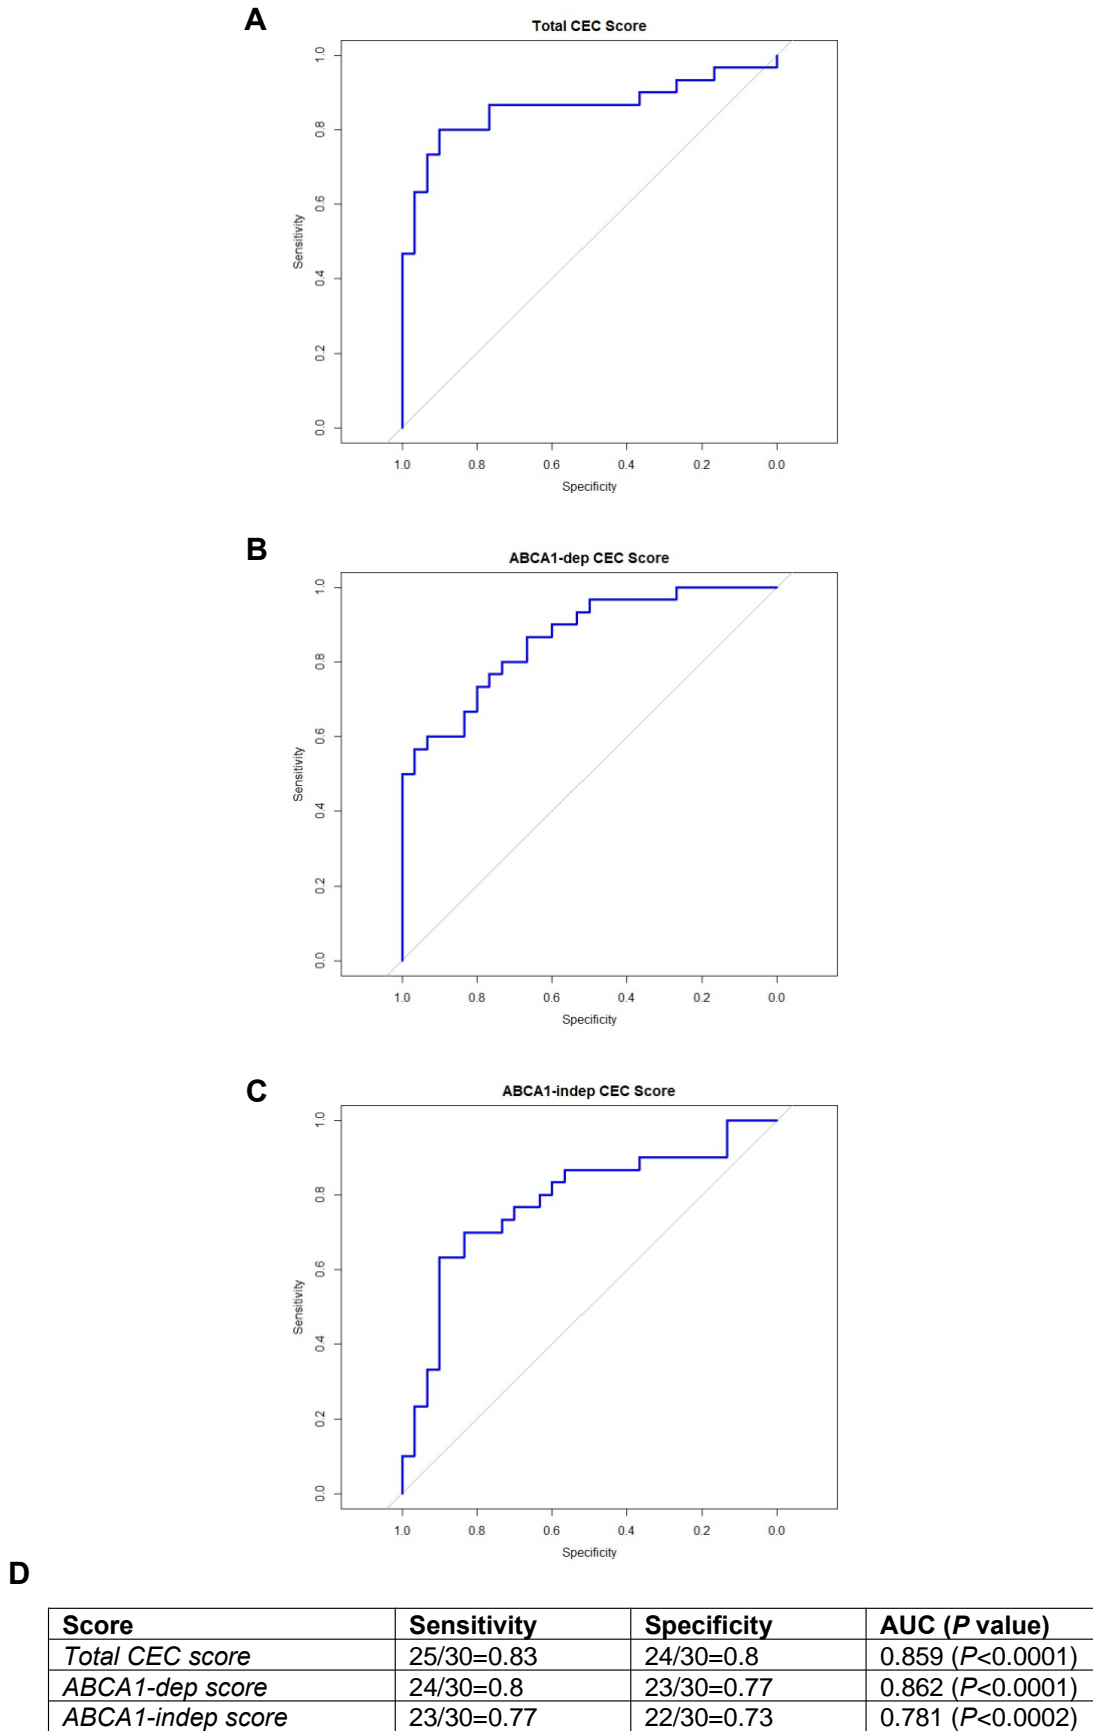 A
Total CEC Score
1.0
0.8
0.6
0.4
0.2
0.0
Sensitivity
1.0 0.8 0.6 0.4 0.2 0.0
Specificity
B
ABCA1-dep CEC Score
1.0
0.8
0.6
0.4
0.2
0.0
Sensitivity
1.0 0.8 0.6 0.4 0.2 0.0
Specificity
C
ABCA1-indep CEC Score
1.0
0.8
0.6
0.4
0.2
0.0
Sensitivity
1.0 0.8 0.6 0.4 0.2 0.0
Specificity
D
Score Sensitivity Specificity AUC (P value)
Total CEC score 25/30=0.83 24/30=0.8 0.859 (P<0.0001)
ABCA1-dep score 24/30=0.8 23/30=0.77 0.862 (P<0.0001)
ABCA1-indep score 23/30=0.77 22/30=0.73 0.781 (P<0.0002)